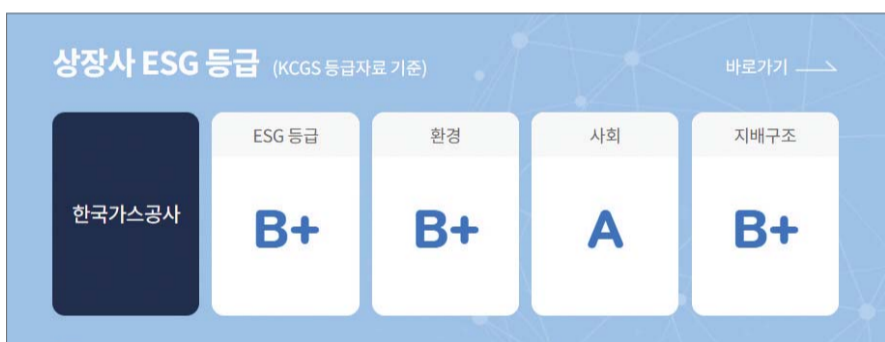 상장사 ESG 등급 (KCGS 등급자료 기준)
바로가기
한국가스공사
ESG 등급
환경
사회
지배구조
B+
B+
A
B+